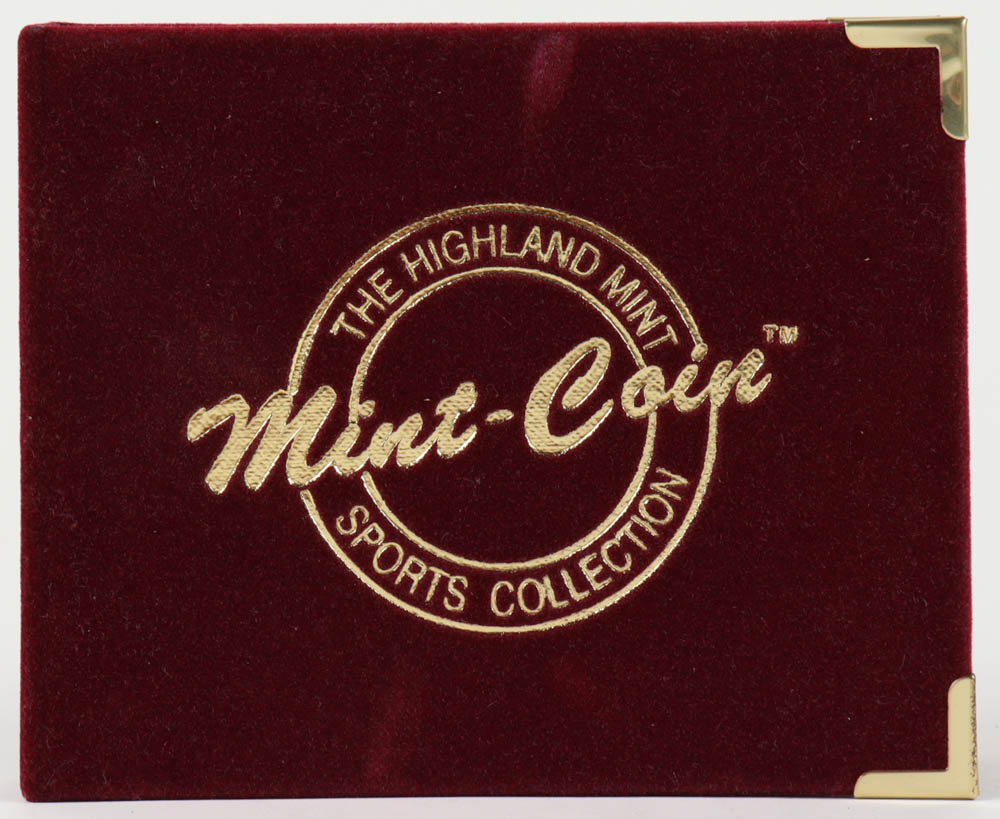 THE HIGHLAND MINT
Mint-Coin™
SPORTS COLLECTION